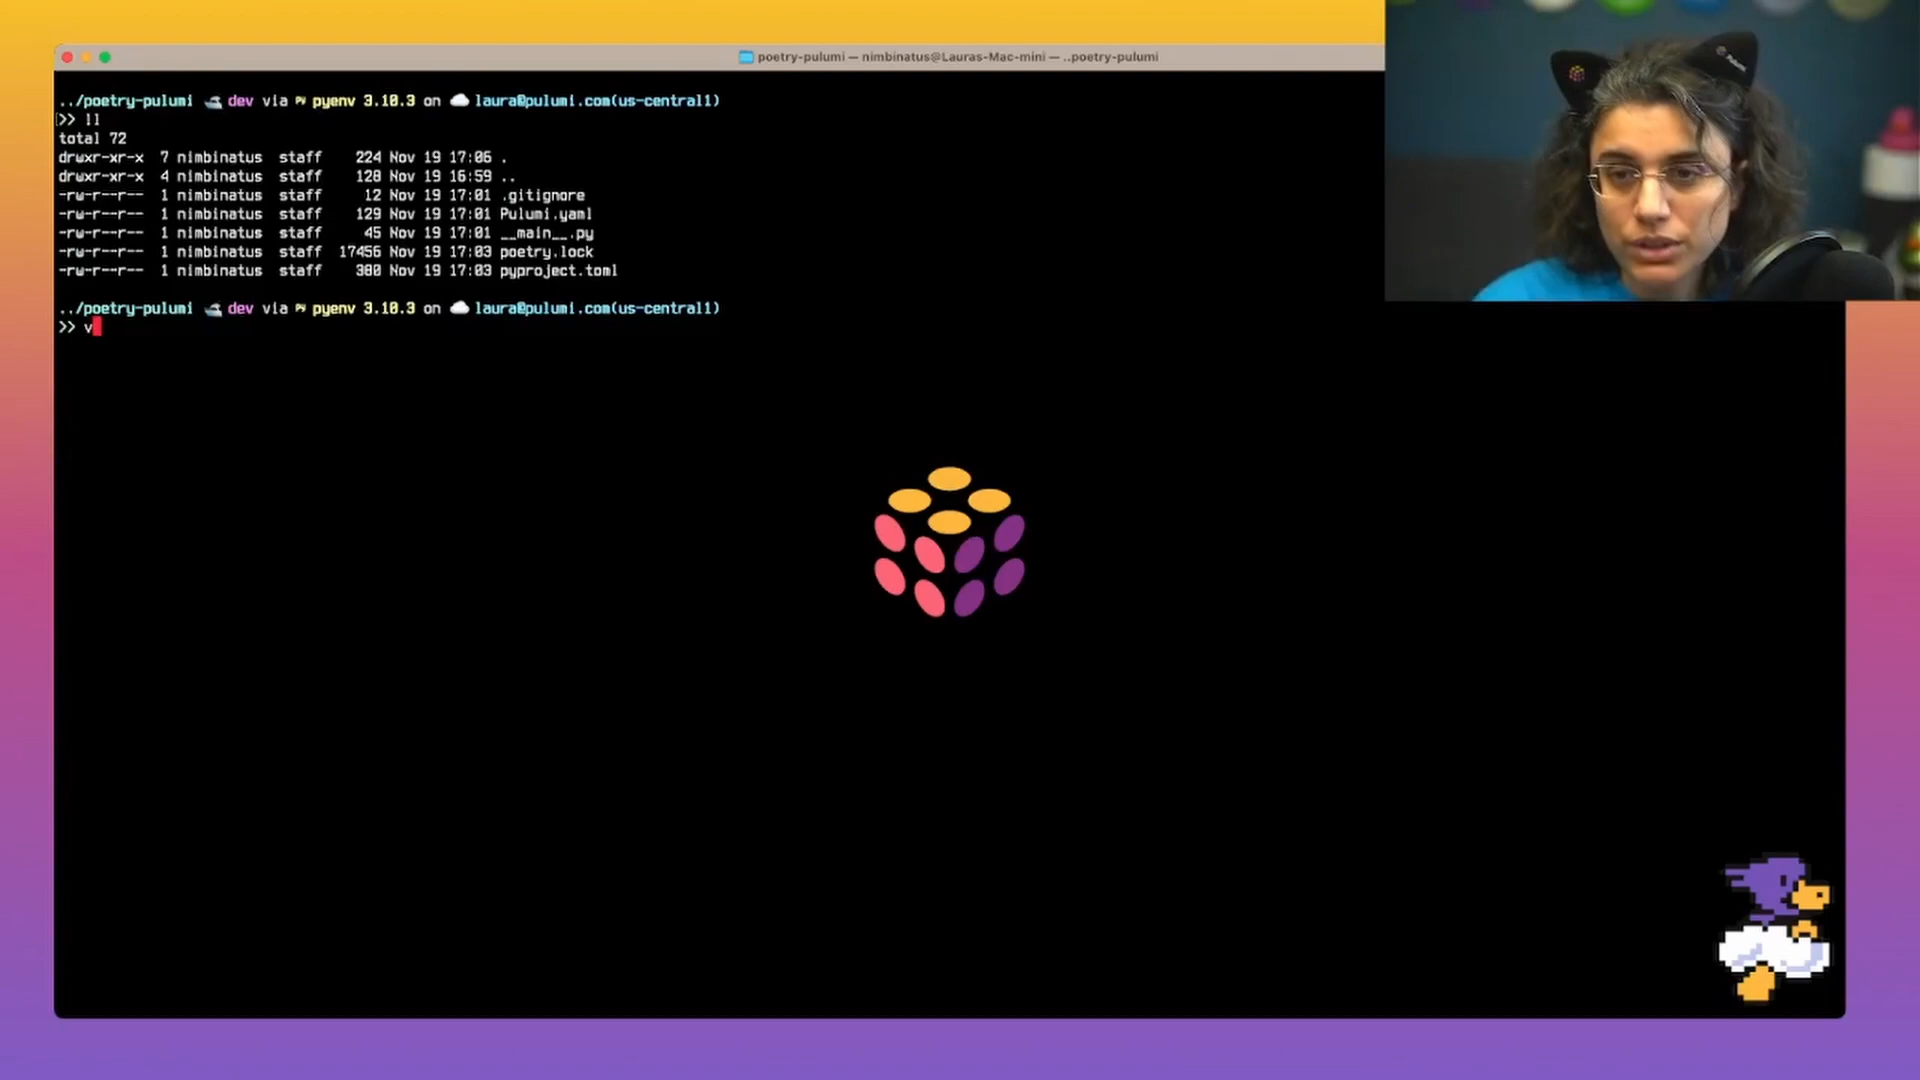 poetry-pulumi — nimbinatus@Lauras-Mac-mini — ..poetry-pulumi
../poetry-pulumi dev via pyenv 3.10.3 on laura@pulumi.com(us-central1)
>> ll
total 72
drwxr-xr-x 7 nimbinatus staff 224 Nov 19 17:06 .
drwxr-xr-x 4 nimbinatus staff 128 Nov 19 16:59 ..
-rw-r--r-- 1 nimbinatus staff 12 Nov 19 17:01 .gitignore
-rw-r--r-- 1 nimbinatus staff 129 Nov 19 17:01 Pulumi.yaml
-rw-r--r-- 1 nimbinatus staff 45 Nov 19 17:01 __main__.py
-rw-r--r-- 1 nimbinatus staff 17456 Nov 19 17:03 poetry.lock
-rw-r--r-- 1 nimbinatus staff 300 Nov 19 17:03 pyproject.toml
../poetry-pulumi dev via pyenv 3.10.3 on laura@pulumi.com(us-central1)
>> v
Pulumi